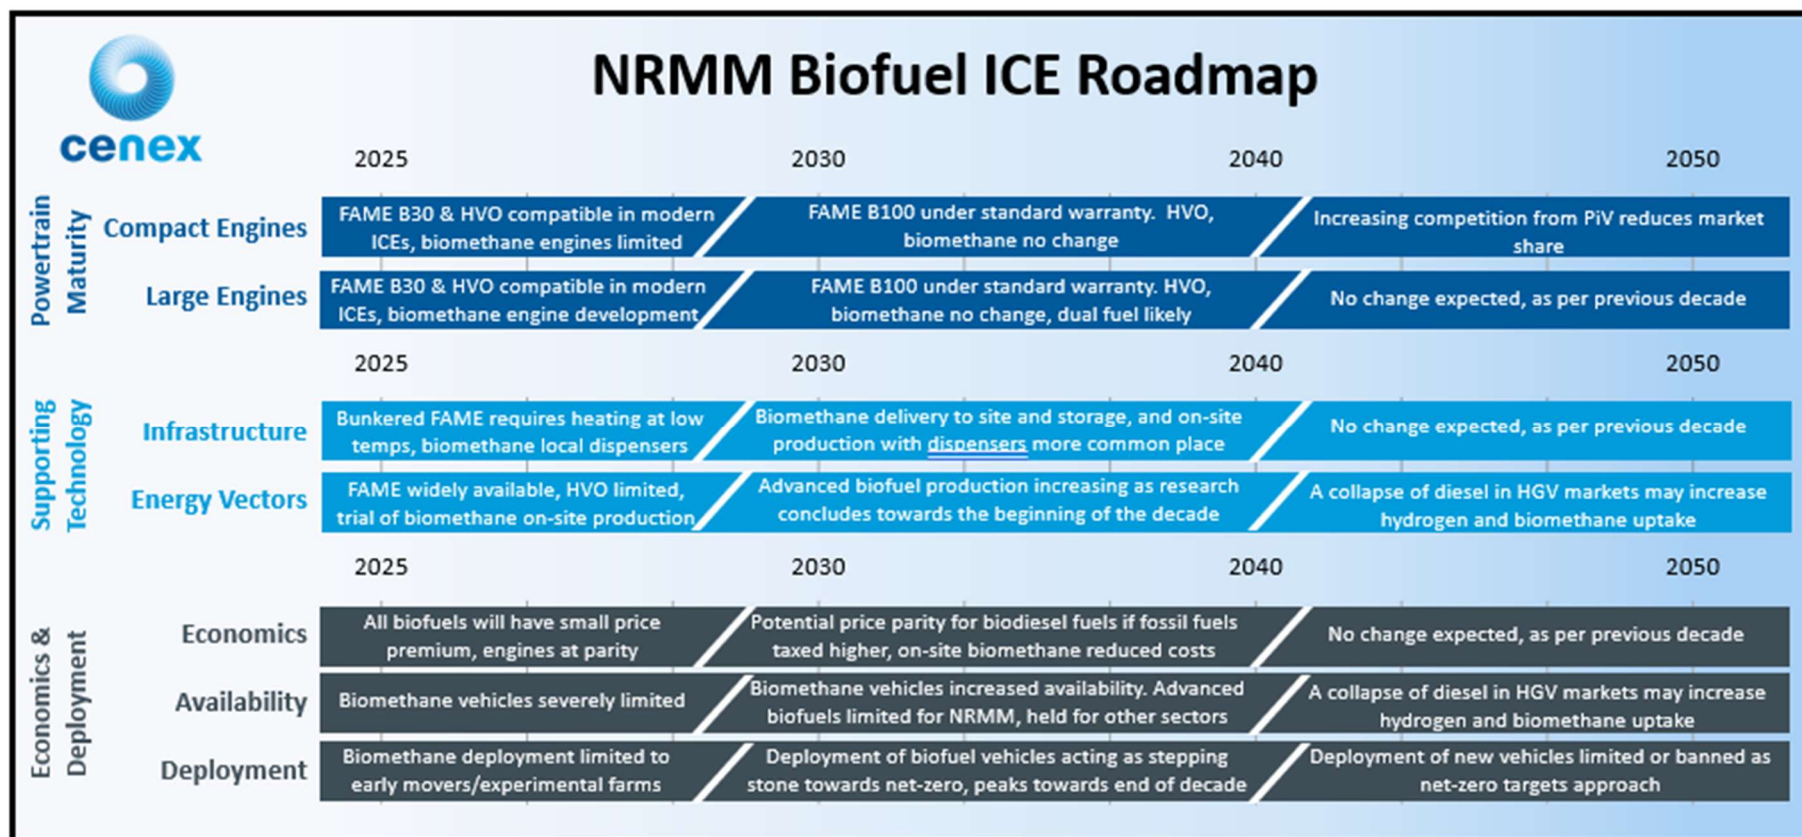 cenex
NRMM Biofuel ICE Roadmap
2025
2030
2040
2050
Powertrain
Maturity
Compact Engines
FAME B30 & HVO compatible in modern
ICEs, biomethane engines limited
FAME B100 under standard warranty. HVO,
biomethane no change
Increasing competition from PiV reduces market
share
Large Engines
FAME B30 & HVO compatible in modern
ICEs, biomethane engine development
FAME B100 under standard warranty. HVO,
biomethane no change, dual fuel likely
No change expected, as per previous decade
2025
2030
2040
2050
Supporting
Technology
Infrastructure
Bunkered FAME requires heating at low
temps, biomethane local dispensers
Biomethane delivery to site and storage, and on-site
production with dispensers more common place
No change expected, as per previous decade
Energy Vectors
FAME widely available, HVO limited,
trial of biomethane on-site production
Advanced biofuel production increasing as research
concludes towards the beginning of the decade
A collapse of diesel in HGV markets may increase
hydrogen and biomethane uptake
2025
2030
2040
2050
Economics &
Deployment
Economics
All biofuels will have small price
premium, engines at parity
Potential price parity for biodiesel fuels if fossil fuels
taxed higher, on-site biomethane reduced costs
No change expected, as per previous decade
Availability
Biomethane vehicles severely limited
Biomethane vehicles increased availability. Advanced
biofuels limited for NRMM, held for other sectors
A collapse of diesel in HGV markets may increase
hydrogen and biomethane uptake
Deployment
Biomethane deployment limited to
early movers/experimental farms
Deployment of biofuel vehicles acting as stepping
stone towards net-zero, peaks towards end of decade
Deployment of new vehicles limited or banned as
net-zero targets approach